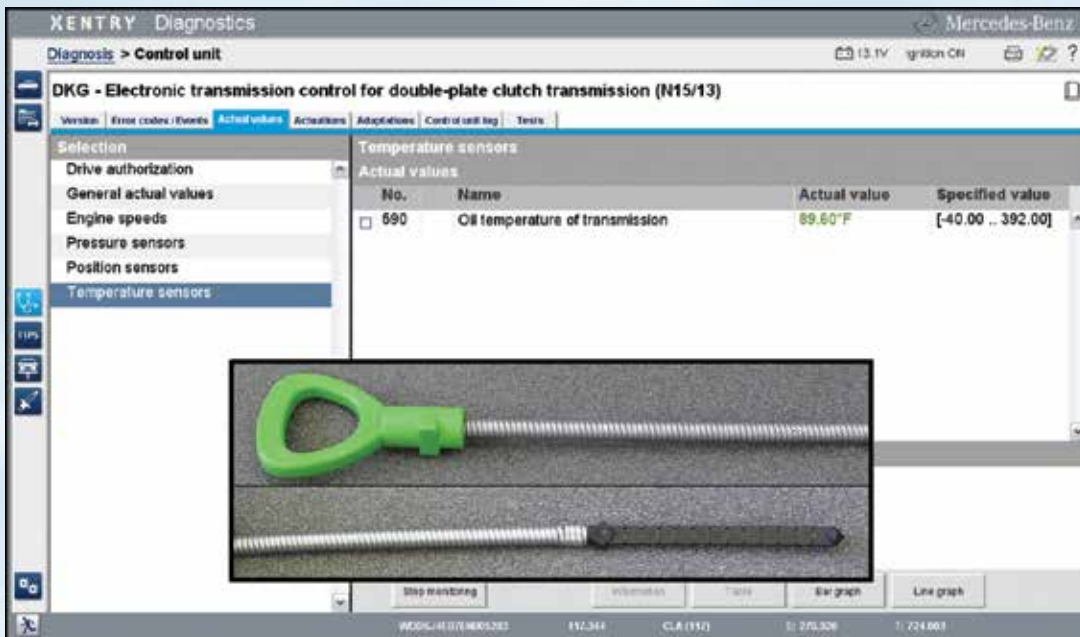 XENTRY Diagnostics
Mercedes-Benz
Diagnosis > Control unit
13.1V Ignition ON ?
DKG - Electronic transmission control for double-plate clutch transmission (N15/13)
Version Error codes / Events Actual values Actuations Adaptations Control unit log Tests
Selection
Drive authorization
General actual values
Engine speeds
Pressure sensors
Position sensors
Temperature sensors
Temperature sensors
Actual values
No. Name Actual value Specified value
690 Oil temperature of transmission 89.60°F [-40.00 .. 392.00]
TIPS
Stop monitoring Information Table Bar graph Line graph
CLA (117)